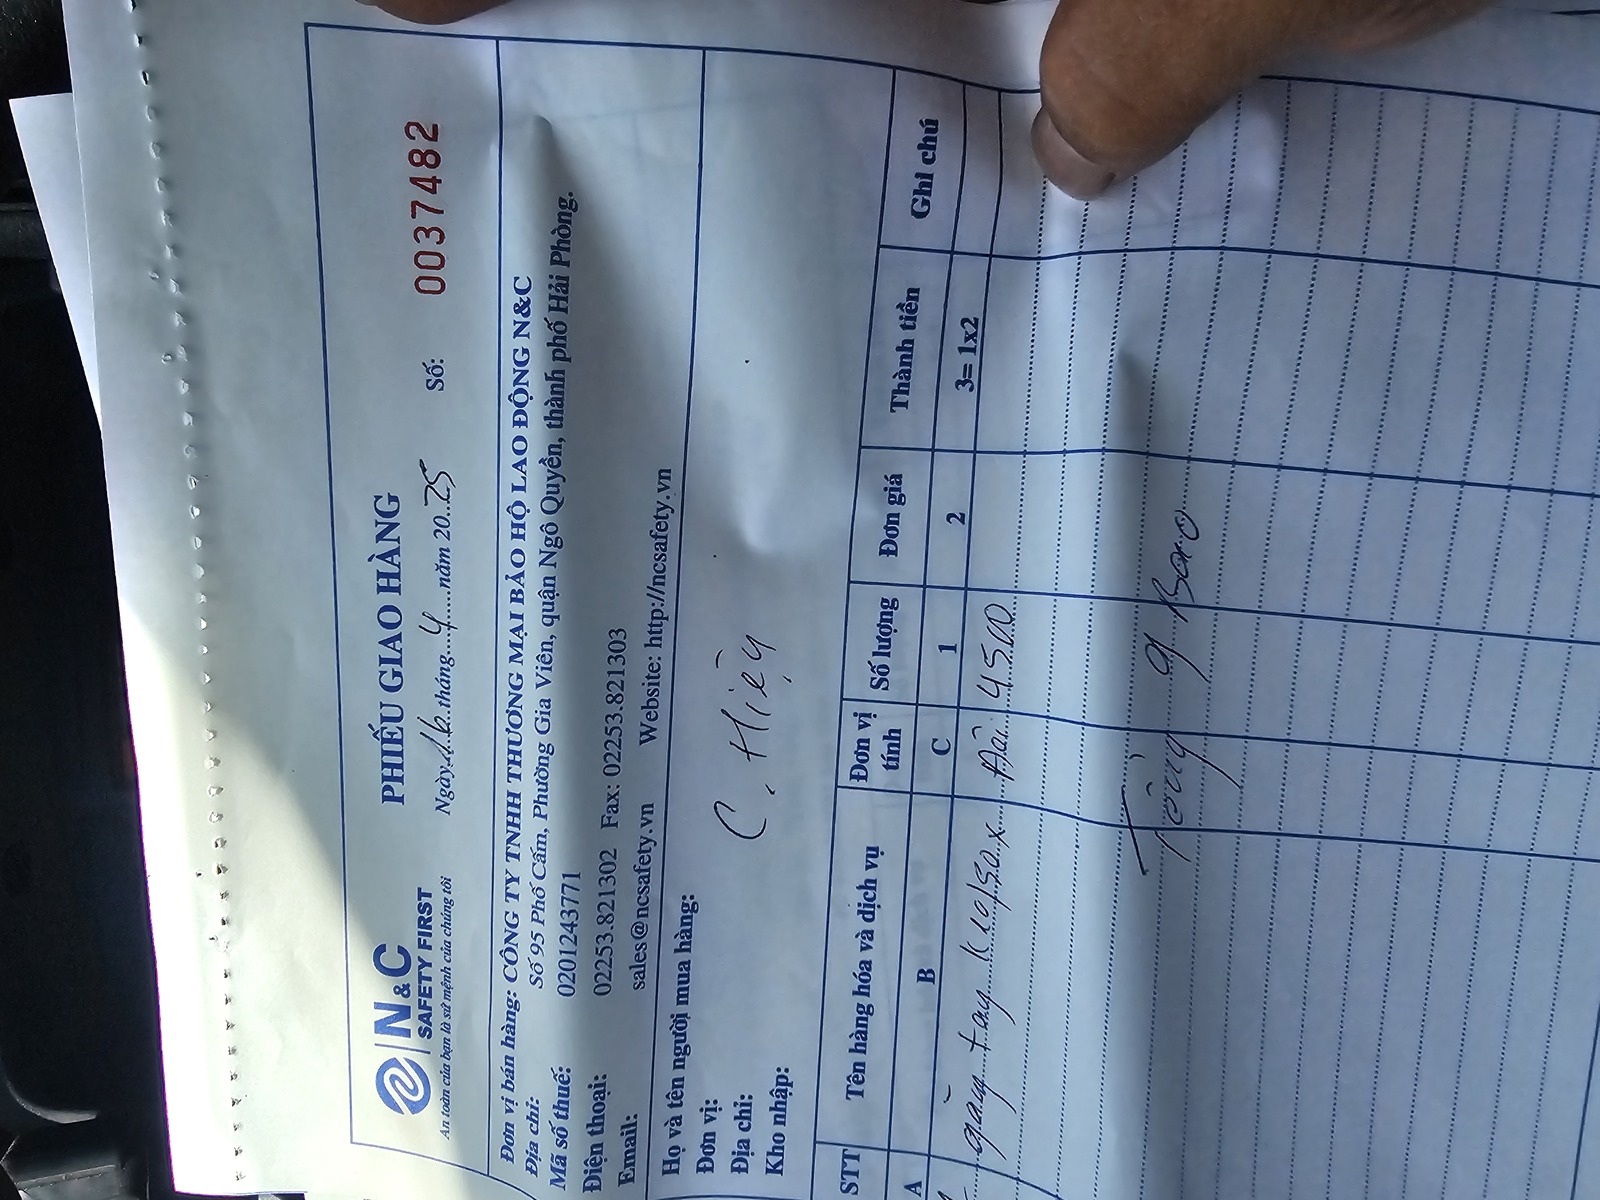 N&C
SAFETY FIRST
An toàn của bạn là sứ mệnh của chúng tôi
PHIẾU GIAO HÀNG
Ngày 16 tháng 4 năm 2025 Số: 0037482
Đơn vị bán hàng: CÔNG TY TNHH THƯƠNG MẠI BẢO HỘ LAO ĐỘNG N&C
Địa chỉ: Số 95 Phố Cấm, Phường Gia Viên, quận Ngô Quyền, thành phố Hải Phòng.
Mã số thuế: 0201243771
Điện thoại: 02253.821302 Fax: 02253.821303
Email: sales@ncsafety.vn Website: http://ncsafety.vn
Họ và tên người mua hàng:
Đơn vị: C. Hiện
Địa chỉ:
Kho nhập:
STT Tên hàng hóa và dịch vụ Đơn vị tính Số lượng Đơn giá Thành tiền Ghi chú
A B C 1 2 3= 1x2
găng tay 4500
Tổng 9 Bao